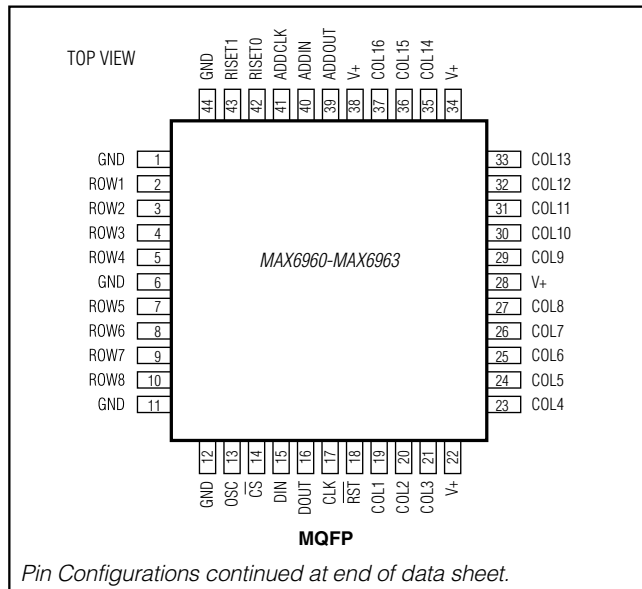 TOP VIEW
GND RISET1 RISET0 ADDCLK ADDIN ADDOUT V+ COL16 COL15 COL14 V+
44 43 42 41 40 39 38 37 36 35 34
GND 1 33 COL13
ROW1 2 32 COL12
ROW2 3 31 COL11
ROW3 4 30 COL10
ROW4 5 29 COL9
GND 6 MAX6960-MAX6963 28 V+
ROW5 7 27 COL8
ROW6 8 26 COL7
ROW7 9 25 COL6
ROW8 10 24 COL5
GND 11 23 COL4
12 13 14 15 16 17 18 19 20 21 22
GND OSC CS DIN DOUT CLK RST COL1 COL2 COL3 V+
MQFP
Pin Configurations continued at end of data sheet.